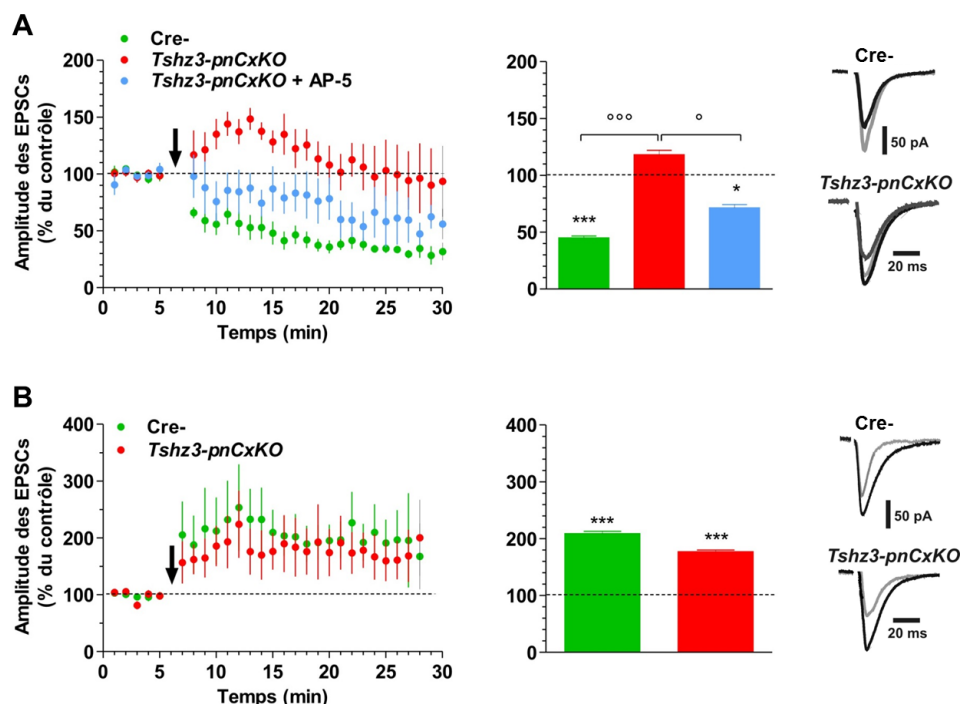 A
Cre-
Tshz3-pnCxKO
Tshz3-pnCxKO + AP-5
Amplitude des EPSCs
(% du contrôle)
200
150
100
50
0
0 5 10 15 20 25 30
Temps (min)
200
150
100
50
0
***
°°°
°
*
Cre-
50 pA
Tshz3-pnCxKO
20 ms
B
Cre-
Tshz3-pnCxKO
Amplitude des EPSCs
(% du contrôle)
400
300
200
100
0
0 5 10 15 20 25 30
Temps (min)
400
300
200
100
0
***
***
Cre-
50 pA
Tshz3-pnCxKO
20 ms